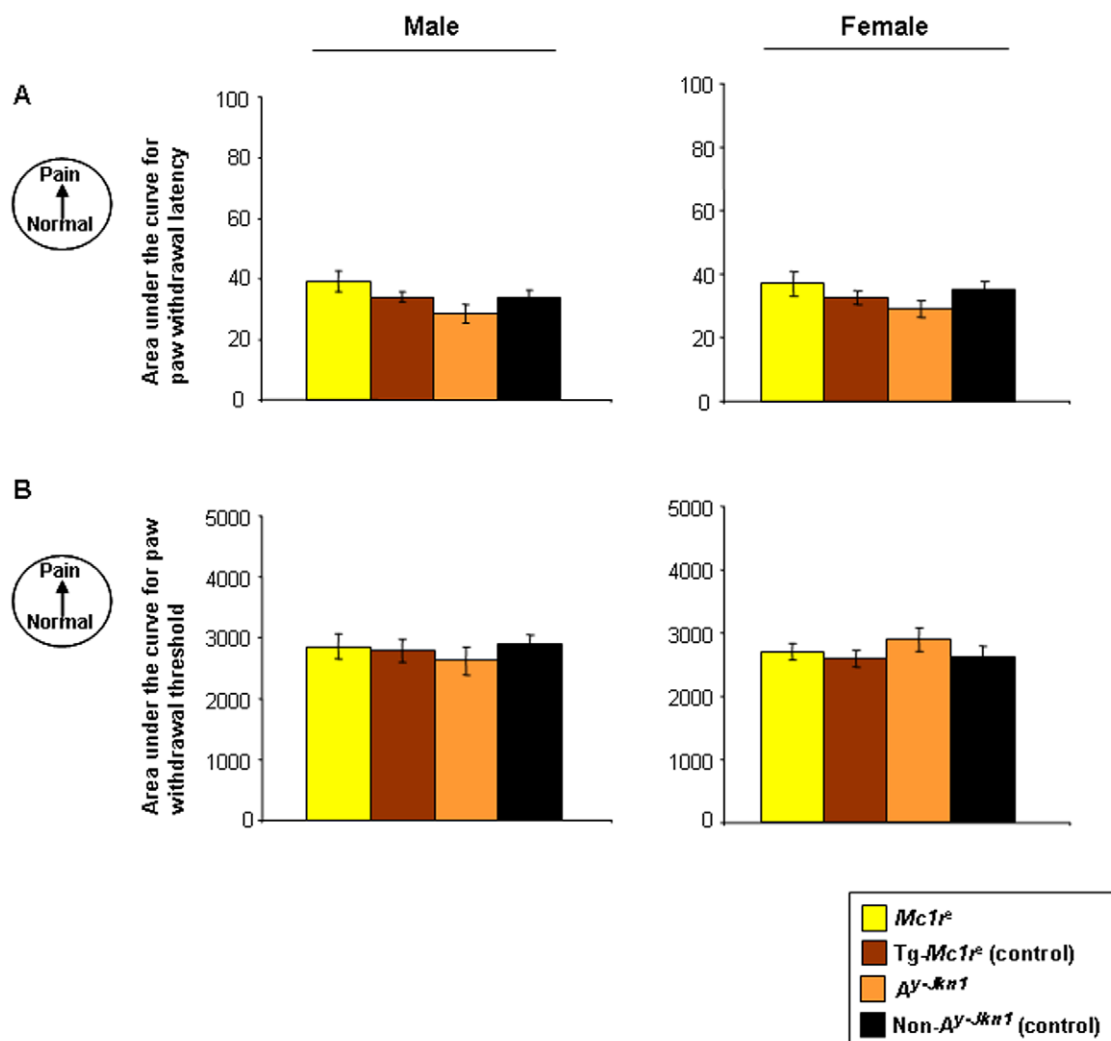 Male
Female
A
Pain
Normal
Area under the curve for
paw withdrawal latency
100
80
60
40
20
0
100
80
60
40
20
0
B
Pain
Normal
Area under the curve for paw
withdrawal threshold
5000
4000
3000
2000
1000
0
5000
4000
3000
2000
1000
0
Mc1rᵉ
Tg-Mc1rᵉ (control)
Aʸ⁻ᴶᵏⁿ¹
Non-Aʸ⁻ᴶᵏⁿ¹ (control)